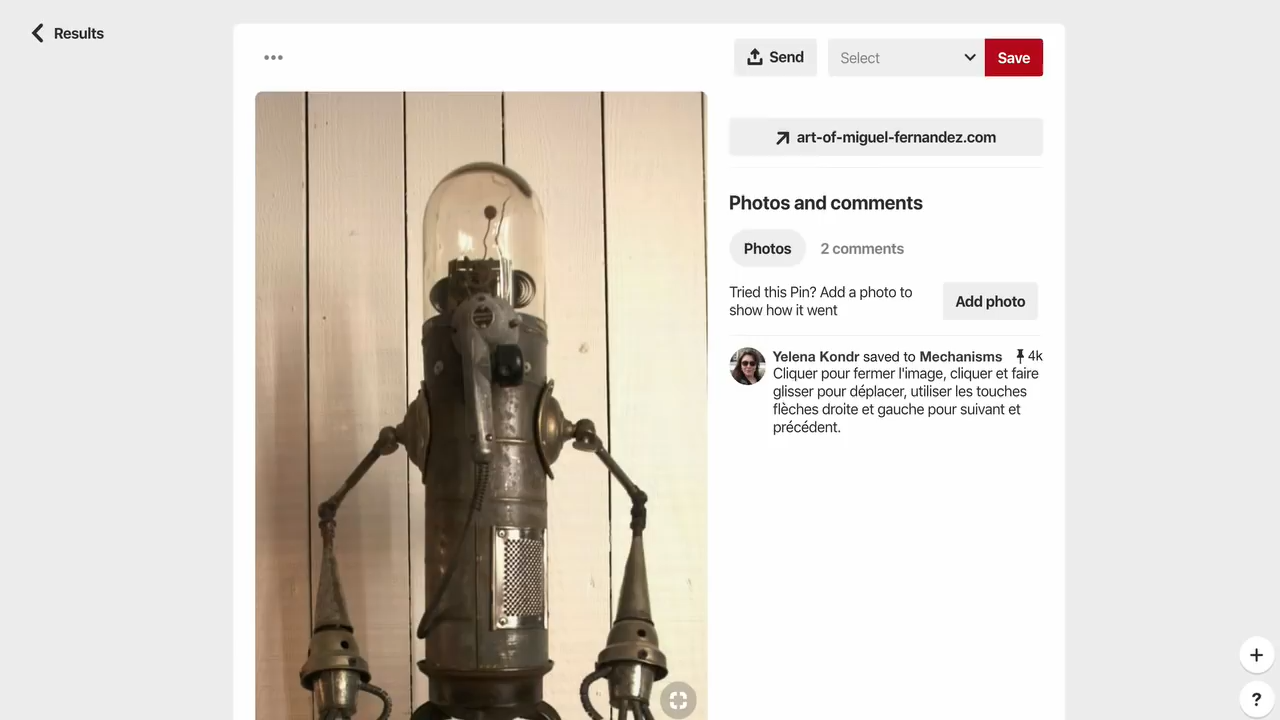 Results
Send
Select
Save
art-of-miguel-fernandez.com
Photos and comments
Photos
2 comments
Tried this Pin? Add a photo to
show how it went
Add photo
Yelena Kondr saved to Mechanisms 4k
Cliquer pour fermer l'image, cliquer et faire
glisser pour déplacer, utiliser les touches
flèches droite et gauche pour suivant et
précédent.
?